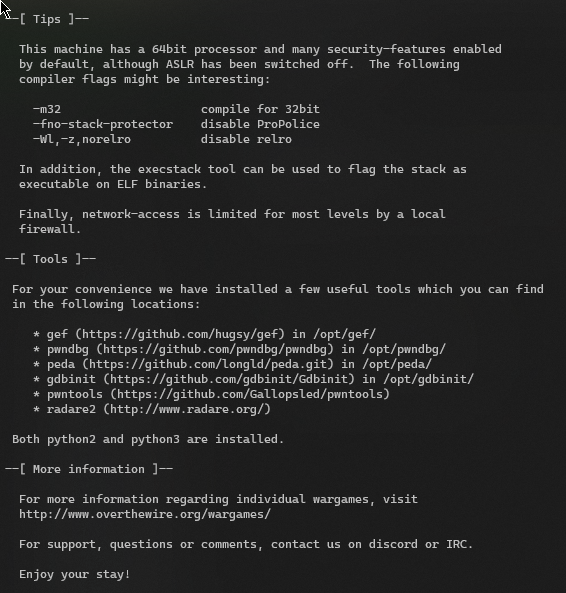 --[ Tips ]--
This machine has a 64bit processor and many security-features enabled
by default, although ASLR has been switched off.  The following
compiler flags might be interesting:
-m32                    compile for 32bit
-fno-stack-protector    disable ProPolice
-Wl,-z,norelro          disable relro
In addition, the execstack tool can be used to flag the stack as
executable on ELF binaries.
Finally, network-access is limited for most levels by a local
firewall.
--[ Tools ]--
For your convenience we have installed a few useful tools which you can find
in the following locations:
* gef (https://github.com/hugsy/gef) in /opt/gef/
* pwndbg (https://github.com/pwndbg/pwndbg) in /opt/pwndbg/
* peda (https://github.com/longld/peda.git) in /opt/peda/
* gdbinit (https://github.com/gdbinit/Gdbinit) in /opt/gdbinit/
* pwntools (https://github.com/Gallopsled/pwntools)
* radare2 (http://www.radare.org/)
Both python2 and python3 are installed.
--[ More information ]--
For more information regarding individual wargames, visit
http://www.overthewire.org/wargames/
For support, questions or comments, contact us on discord or IRC.
Enjoy your stay!